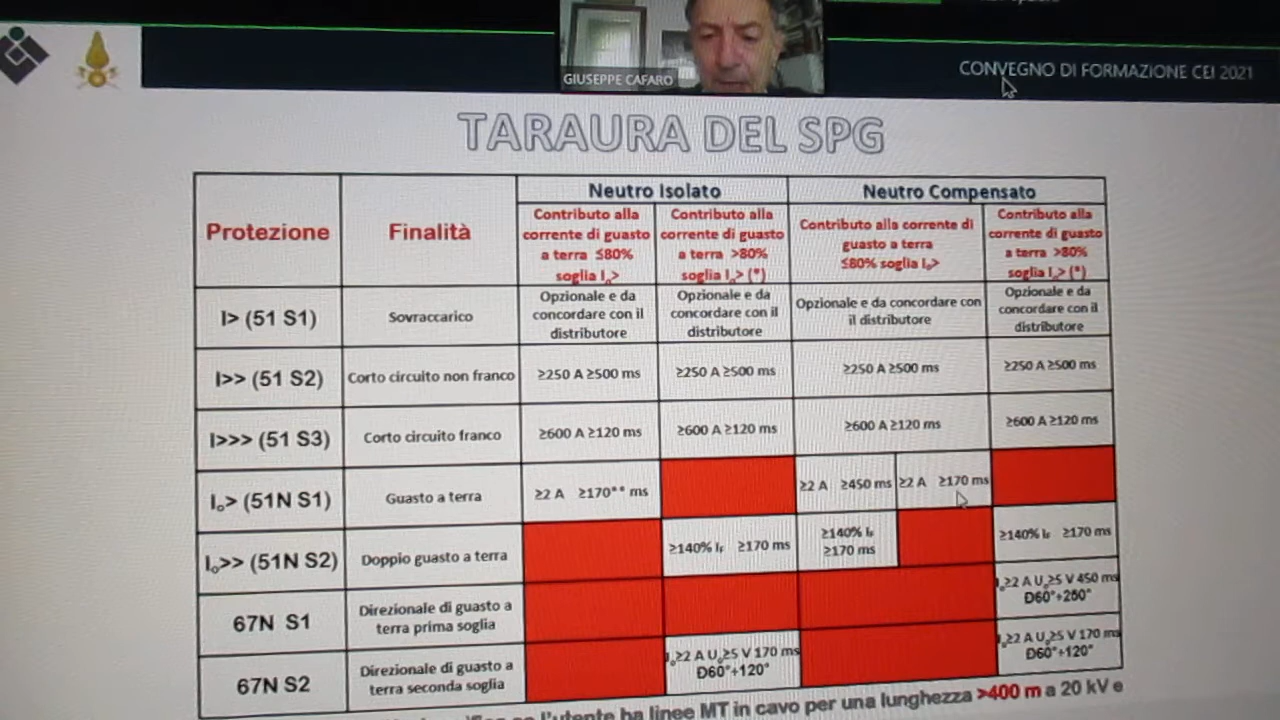 GIUSEPPE CAFARO
CONVEGNO DI FORMAZIONE CEI 2021
TARAURA DEL SPG
Protezione
Finalità
Neutro Isolato
Neutro Compensato
Contributo alla
corrente di guasto
a terra ≤80%
soglia I₀>
Contributo alla
corrente di guasto
a terra >80%
soglia I₀> (*)
Contributo alla corrente di
guasto a terra
≤80% soglia I₀>
Contributo alla
corrente di guasto
a terra >80%
soglia I₀> (*)
I> (51 S1)
Sovraccarico
Opzionale e da
concordare con il
distributore
Opzionale e da
concordare con il
distributore
Opzionale e da concordare con
il distributore
Opzionale e da
concordare con il
distributore
I>> (51 S2)
Corto circuito non franco
≥250 A ≥500 ms
≥250 A ≥500 ms
≥250 A ≥500 ms
≥250 A ≥500 ms
I>>> (51 S3)
Corto circuito franco
≥600 A ≥120 ms
≥600 A ≥120 ms
≥600 A ≥120 ms
≥600 A ≥120 ms
I₀> (51N S1)
Guasto a terra
≥2 A ≥170** ms
≥2 A ≥450 ms
≥2 A ≥170 ms
I₀>> (51N S2)
Doppio guasto a terra
≥140% IF ≥170 ms
≥140% IF
≥170 ms
≥140% IF ≥170 ms
67N S1
Direzionale di guasto a
terra prima soglia
I₀≥2 A U₀≥5 V 450 ms
Ð60°÷260°
67N S2
Direzionale di guasto a
terra seconda soglia
I₀≥2 A U₀≥5 V 170 ms
Ð60°÷120°
I₀≥2 A U₀≥5 V 170 ms
Ð60°÷120°
l'utente ha linee MT in cavo per una lunghezza >400 m a 20 kV e